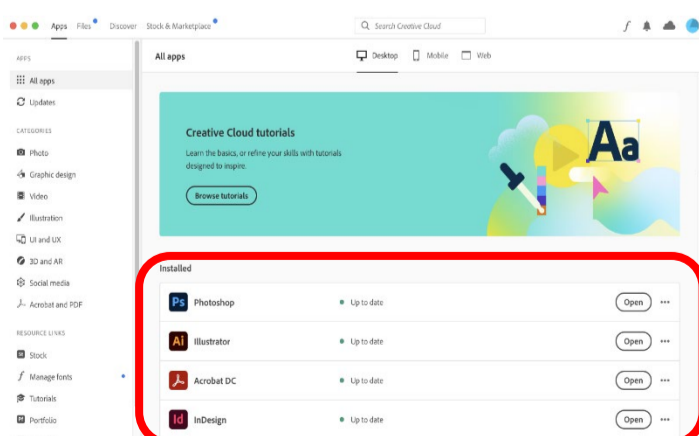 Apps Files Discover Stock & Marketplace Search Creative Cloud
APPS
All apps
Updates
CATEGORIES
Photo
Graphic design
Video
Illustration
UI and UX
3D and AR
Social media
Acrobat and PDF
RESOURCE LINKS
Stock
Manage fonts
Tutorials
Portfolio
All apps Desktop Mobile Web
Creative Cloud tutorials
Learn the basics, or refine your skills with tutorials
designed to inspire.
Browse tutorials
Aa
Installed
Ps Photoshop Up to date Open
Ai Illustrator Up to date Open
Acrobat DC Up to date Open
Id InDesign Up to date Open